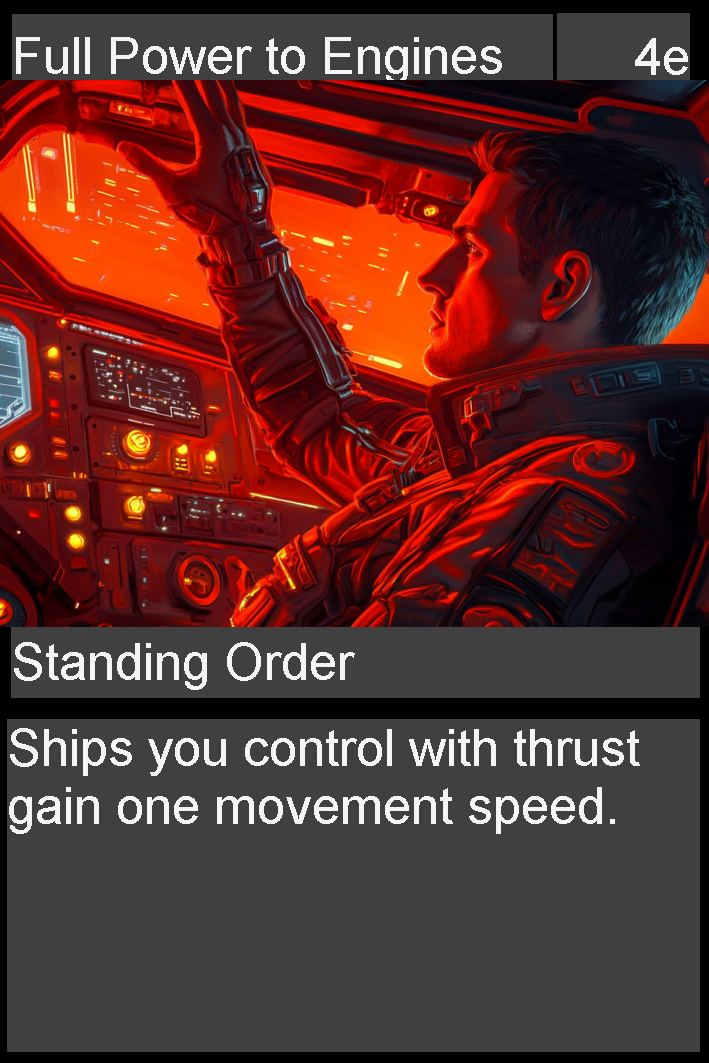 Full Power to Engines
4e
Standing Order
Ships you control with thrust
gain one movement speed.